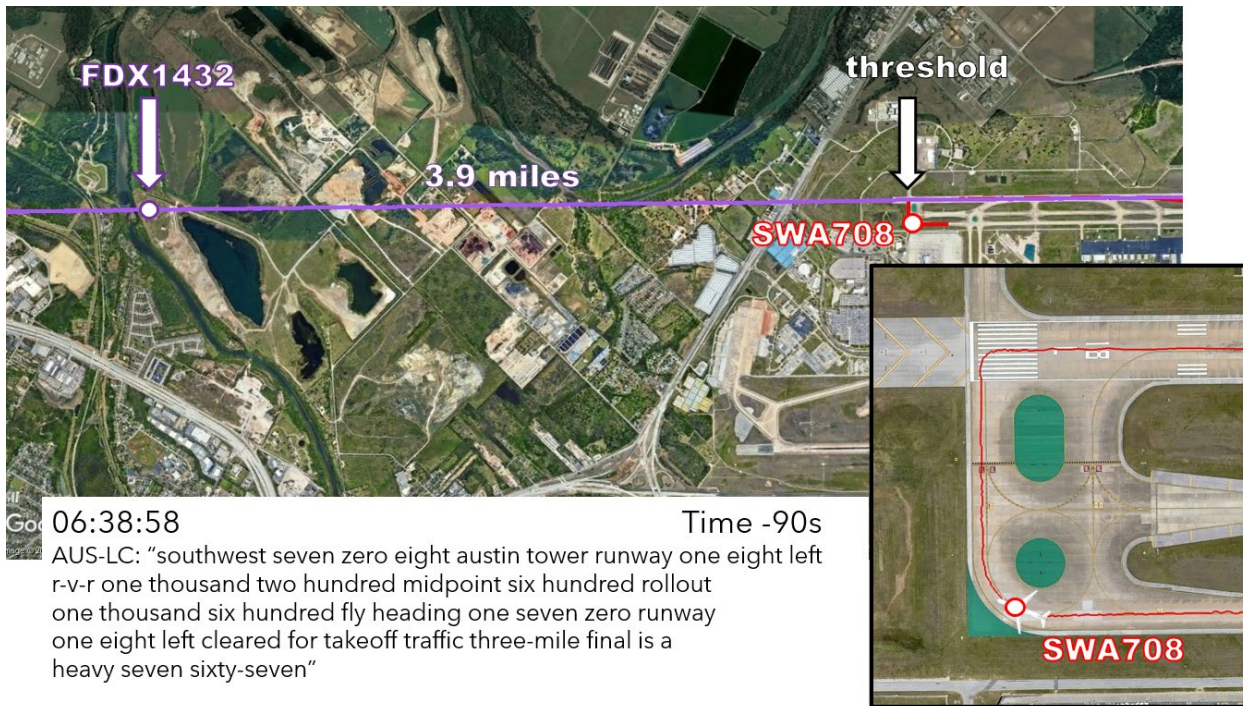 FDX1432
threshold
3.9 miles
SWA708
06:38:58 Time -90s
AUS-LC: “southwest seven zero eight austin tower runway one eight left
r-v-r one thousand two hundred midpoint six hundred rollout
one thousand six hundred fly heading one seven zero runway
one eight left cleared for takeoff traffic three-mile final is a
heavy seven sixty-seven”
SWA708